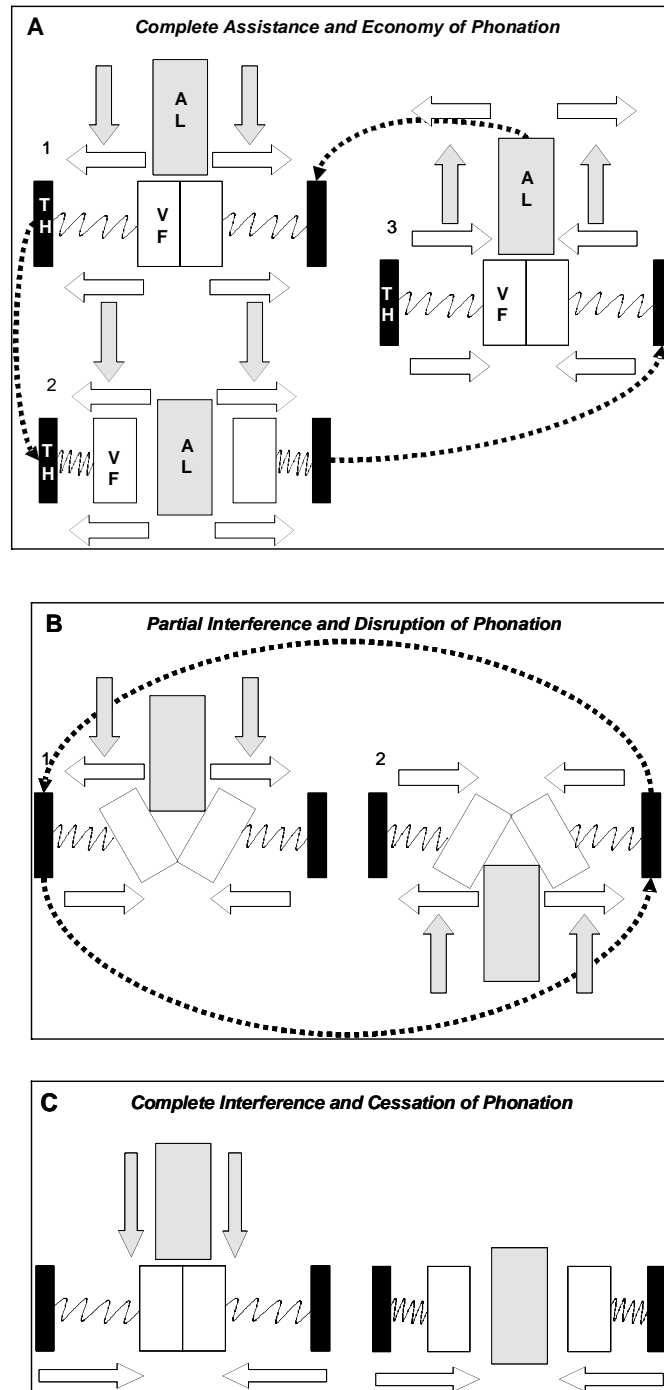 A
Complete Assistance and Economy of Phonation
1
A
L
T
H
V
F
2
T
H
V
F
A
L
3
A
L
T
H
V
F
B
Partial Interference and Disruption of Phonation
1
2
C
Complete Interference and Cessation of Phonation